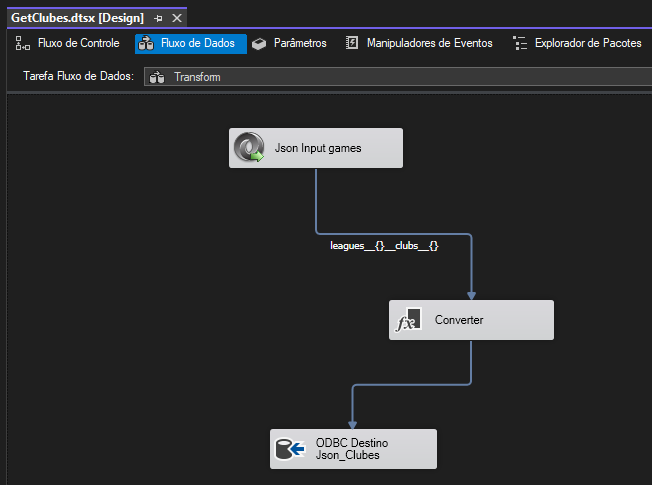 GetClubes.dtsx [Design]
Fluxo de Controle
Fluxo de Dados
Parâmetros
Manipuladores de Eventos
Explorador de Pacotes
Tarefa Fluxo de Dados:
Transform
Json Input games
leagues__{}__clubs__{}
fx
Converter
ODBC Destino
Json_Clubes